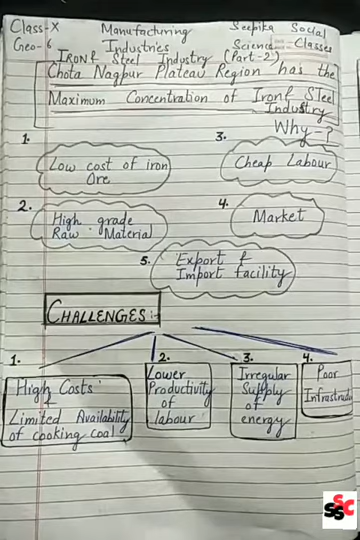 Class-X
Geo-6
Manufacturing
Industries
Seepika Social
Science Classes
Iron & Steel Industry (Part-2)
Chota Nagpur Plateau Region has the
Maximum Concentration of Iron & Steel
Industry
Why-?
1.
Low cost of iron
Ore
2.
High grade
Raw Material
3.
Cheap Labour
4.
Market
5.
Export &
Import facility
CHALLENGES:-
1.
High Costs
&
Limited Availability
of cooking coal
2.
Lower
Productivity
of
labour
3.
Irregular
Supply
of
energy
4.
Poor
Infrastru
SSSC